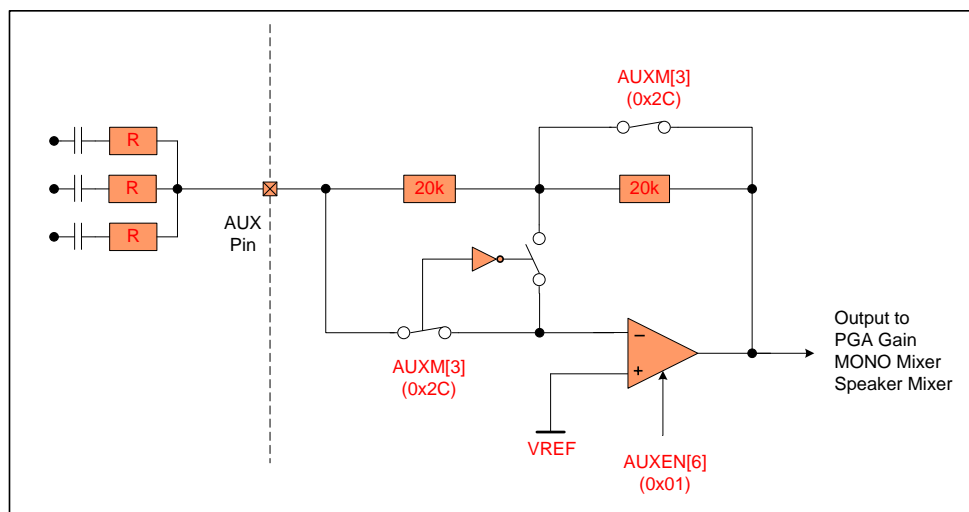 AUXM[3]
(0x2C)
R
R
R
20k
20k
AUX
Pin
AUXM[3]
(0x2C)
−
+
VREF
AUXEN[6]
(0x01)
Output to
PGA Gain
MONO Mixer
Speaker Mixer